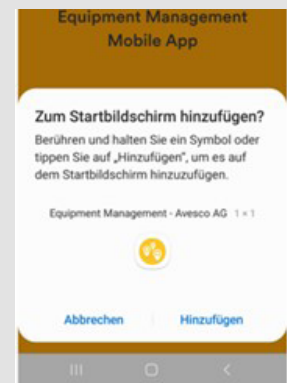 Equipment Management
Mobile App
Zum Startbildschirm hinzufügen?
Berühren und halten Sie ein Symbol oder
tippen Sie auf „Hinzufügen", um es auf
dem Startbildschirm hinzuzufügen.
Equipment Management - Avesco AG 1 × 1
Abbrechen Hinzufügen